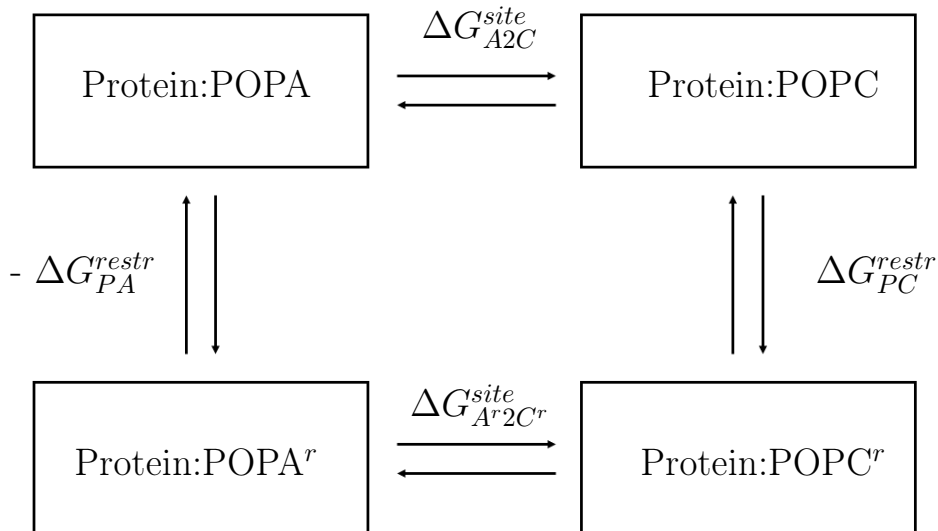 ΔG^{site}_{A2C}
Protein:POPA
Protein:POPC
- ΔG^{restr}_{PA}
ΔG^{restr}_{PC}
ΔG^{site}_{A^r2C^r}
Protein:POPA^r
Protein:POPC^r